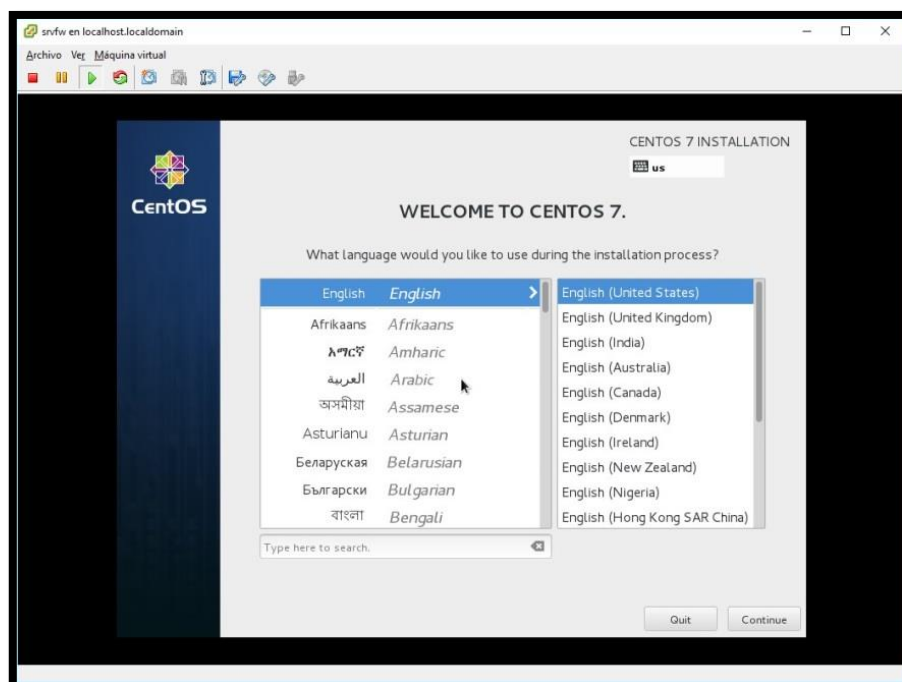 srvfw en localhost.localdomain
Archivo Ver Máquina virtual
CENTOS 7 INSTALLATION
us
CentOS
WELCOME TO CENTOS 7.
What language would you like to use during the installation process?
English English
English (United States)
Afrikaans Afrikaans
English (United Kingdom)
አማርኛ Amharic
English (India)
العربية Arabic
English (Australia)
অসমীয়া Assamese
English (Canada)
Asturianu Asturian
English (Denmark)
Беларуская Belarusian
English (Ireland)
Български Bulgarian
English (New Zealand)
বাংলা Bengali
English (Nigeria)
English (Hong Kong SAR China)
Type here to search.
Quit Continue